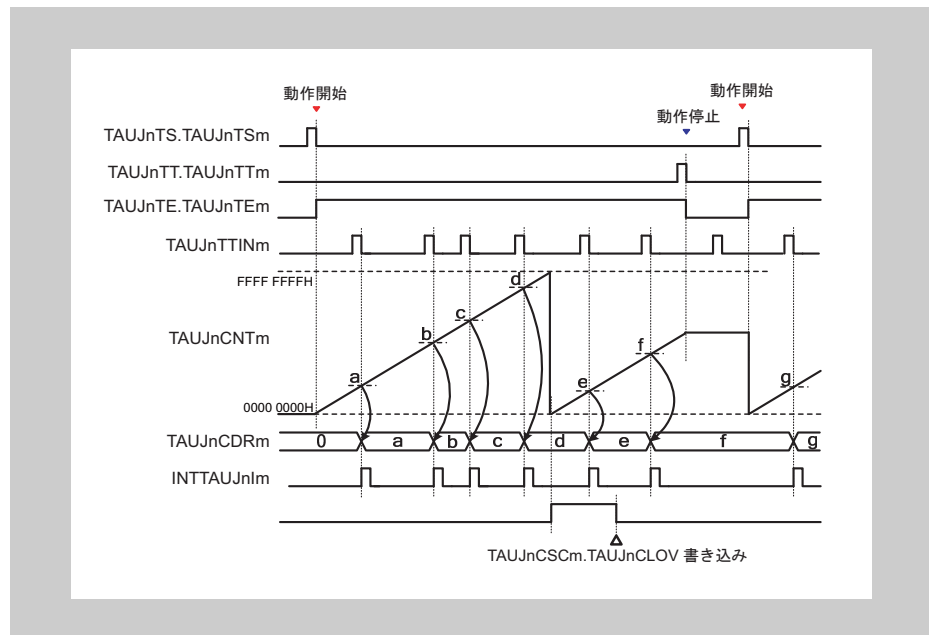 動作開始
動作開始
動作停止
TAUJnTS.TAUJnTSm
TAUJnTT.TAUJnTTm
TAUJnTE.TAUJnTEm
TAUJnTTINm
FFFF FFFFH
d
c
b
f
TAUJnCNTm
a
e
g
0000 0000H
TAUJnCDRm
0 a b c d e f g
INTTAUJnIm
TAUJnCSCm.TAUJnCLOV 書き込み